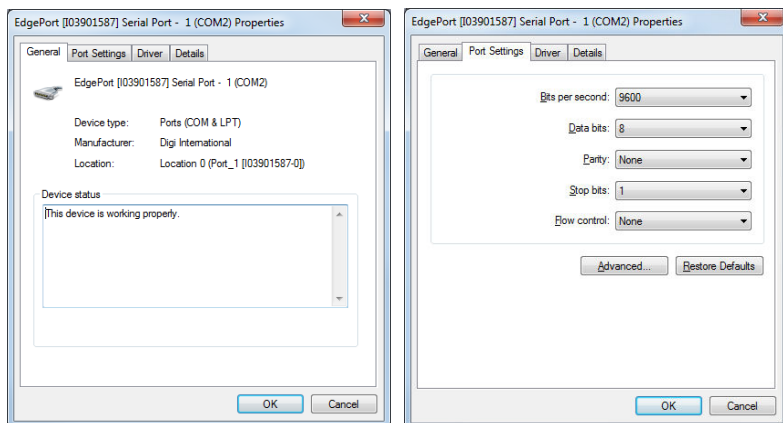 EdgePort [I03901587] Serial Port -  1 (COM2) Properties
General Port Settings Driver Details
EdgePort [I03901587] Serial Port -  1 (COM2)
Device type: Ports (COM & LPT)
Manufacturer: Digi International
Location: Location 0 (Port_1 [I03901587-0])
Device status
This device is working properly.
OK Cancel
EdgePort [I03901587] Serial Port -  1 (COM2) Properties
General Port Settings Driver Details
Bits per second: 9600
Data bits: 8
Parity: None
Stop bits: 1
Flow control: None
Advanced... Restore Defaults
OK Cancel